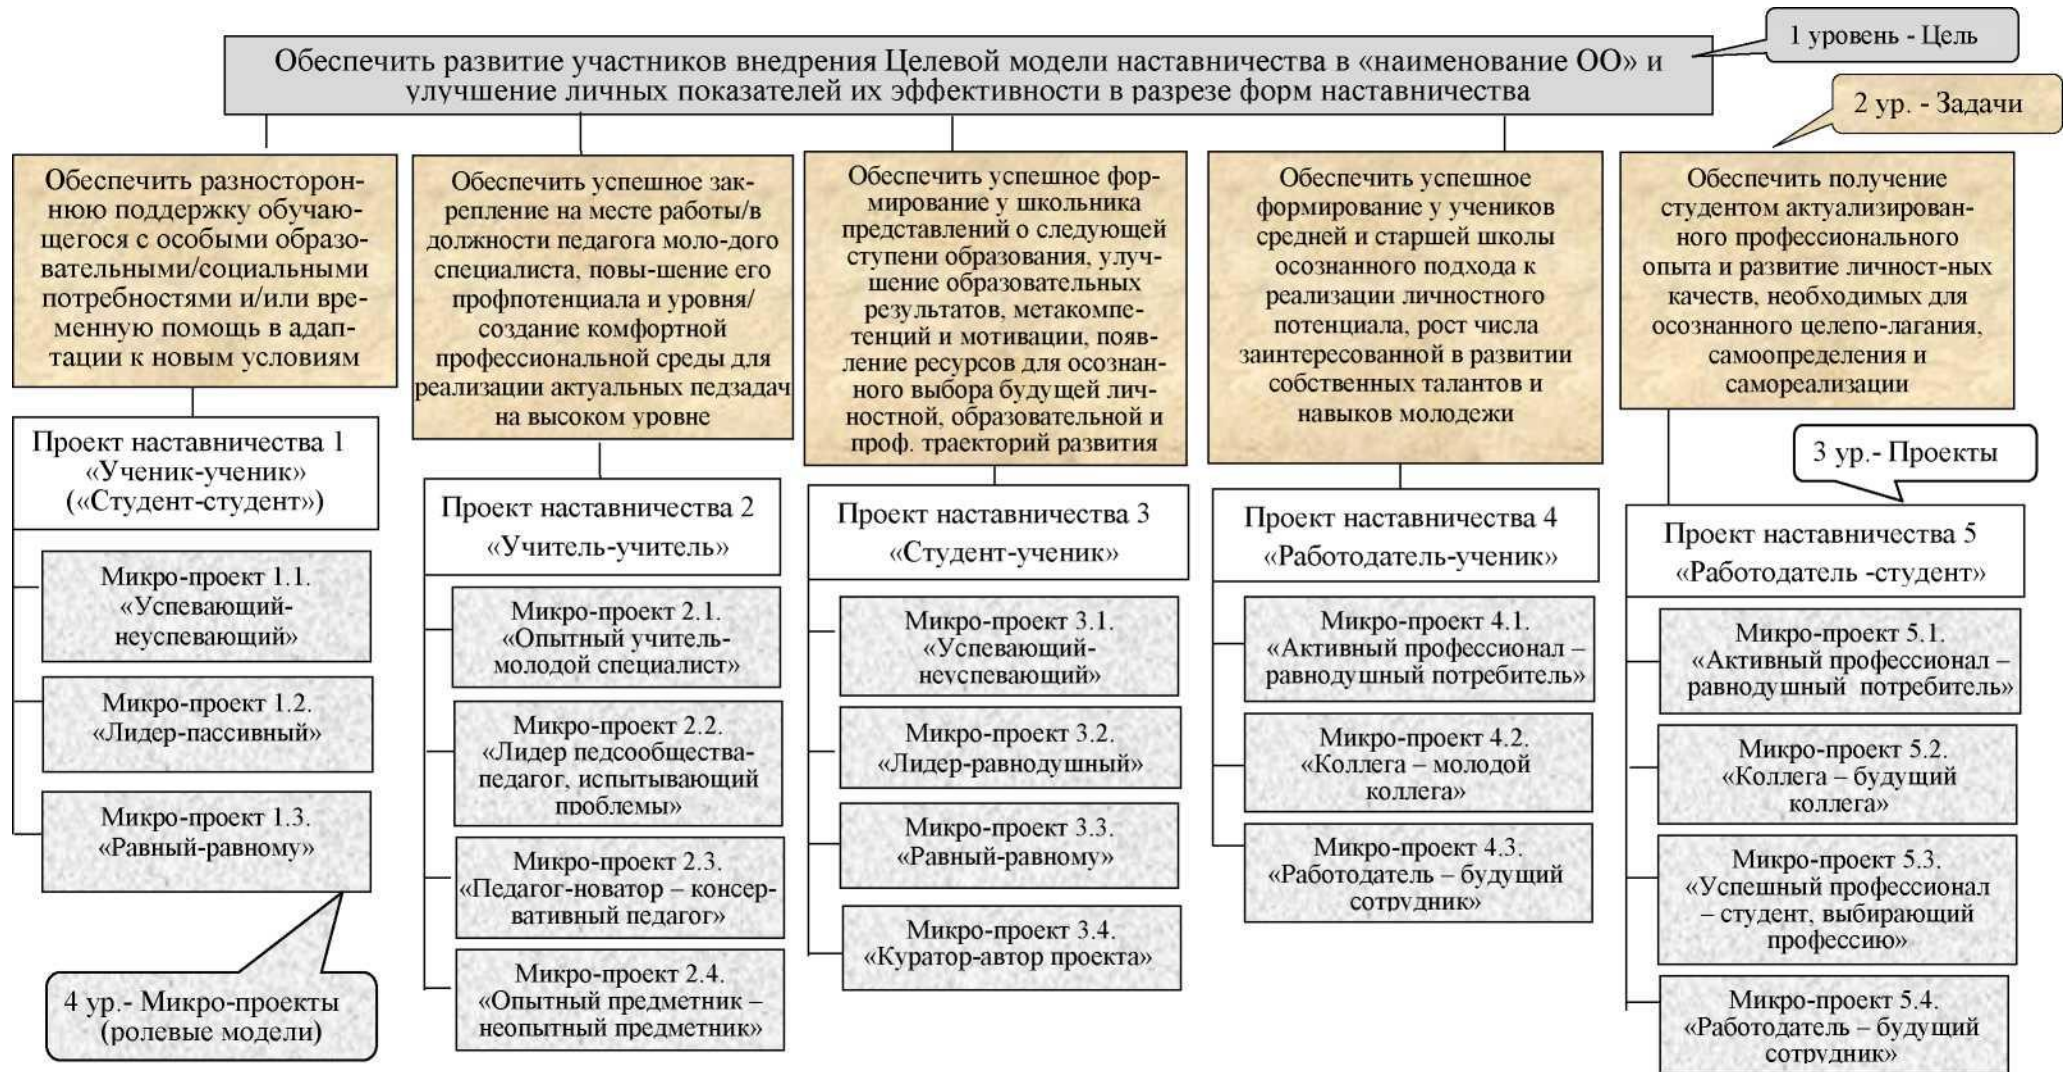 1 уровень - Цель
Обеспечить развитие участников внедрения Целевой модели наставничества в «наименование ОО» и
улучшение личных показателей их эффективности в разрезе форм наставничества
2 ур. - Задачи
Обеспечить разносторон-
нюю поддержку обучаю-
щегося с особыми образо-
вательными/социальными
потребностями и/или вре-
менную помощь в адап-
тации к новым условиям
Проект наставничества 1
«Ученик-ученик»
(«Студент-студент»)
Микро-проект 1.1.
«Успевающий-
неуспевающий»
Микро-проект 1.2.
«Лидер-пассивный»
Микро-проект 1.3.
«Равный-равному»
4 ур.- Микро-проекты
(ролевые модели)
Обеспечить успешное зак-
репление на месте работы/в
должности педагога моло-дого
специалиста, повы-шение его
профпотенциала и уровня/
создание комфортной
профессиональной среды для
реализации актуальных педзадач
на высоком уровне
Проект наставничества 2
«Учитель-учитель»
Микро-проект 2.1.
«Опытный учитель-
молодой специалист»
Микро-проект 2.2.
«Лидер педсообщества-
педагог, испытывающий
проблемы»
Микро-проект 2.3.
«Педагог-новатор – консер-
вативный педагог»
Микро-проект 2.4.
«Опытный предметник –
неопытный предметник»
Обеспечить успешное фор-
мирование у школьника
представлений о следующей
ступени образования, улуч-
шение образовательных
результатов, метакомпе-
тенций и мотивации, появ-
ление ресурсов для осознан-
ного выбора будущей лич-
ностной, образовательной и
проф. траекторий развития
Проект наставничества 3
«Студент-ученик»
Микро-проект 3.1.
«Успевающий-
неуспевающий»
Микро-проект 3.2.
«Лидер-равнодушный»
Микро-проект 3.3.
«Равный-равному»
Микро-проект 3.4.
«Куратор-автор проекта»
Обеспечить успешное
формирование у учеников
средней и старшей школы
осознанного подхода к
реализации личностного
потенциала, рост числа
заинтересованной в развитии
собственных талантов и
навыков молодежи
Проект наставничества 4
«Работодатель-ученик»
Микро-проект 4.1.
«Активный профессионал –
равнодушный потребитель»
Микро-проект 4.2.
«Коллега – молодой
коллега»
Микро-проект 4.3.
«Работодатель – будущий
сотрудник»
Обеспечить получение
студентом актуализирован-
ного профессионального
опыта и развитие личност-ных
качеств, необходимых для
осознанного целепо-лагания,
самоопределения и
самореализации
3 ур.- Проекты
Проект наставничества 5
«Работодатель -студент»
Микро-проект 5.1.
«Активный профессионал –
равнодушный потребитель»
Микро-проект 5.2.
«Коллега – будущий
коллега»
Микро-проект 5.3.
«Успешный профессионал
– студент, выбирающий
профессию»
Микро-проект 5.4.
«Работодатель – будущий
сотрудник»